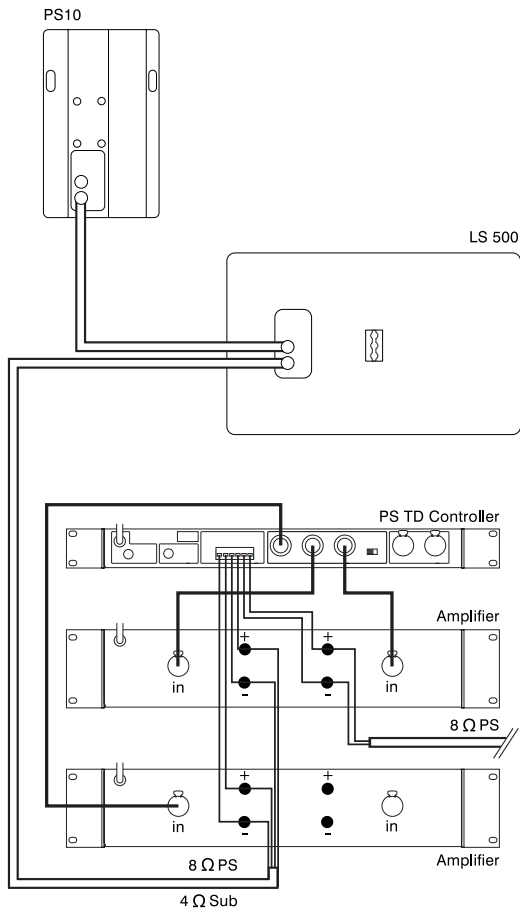 PS10
LS 500
PS TD Controller
Amplifier
+
+
in
in
-
-
8 Ω PS
+
+
in
in
-
-
8 Ω PS
Amplifier
4 Ω Sub